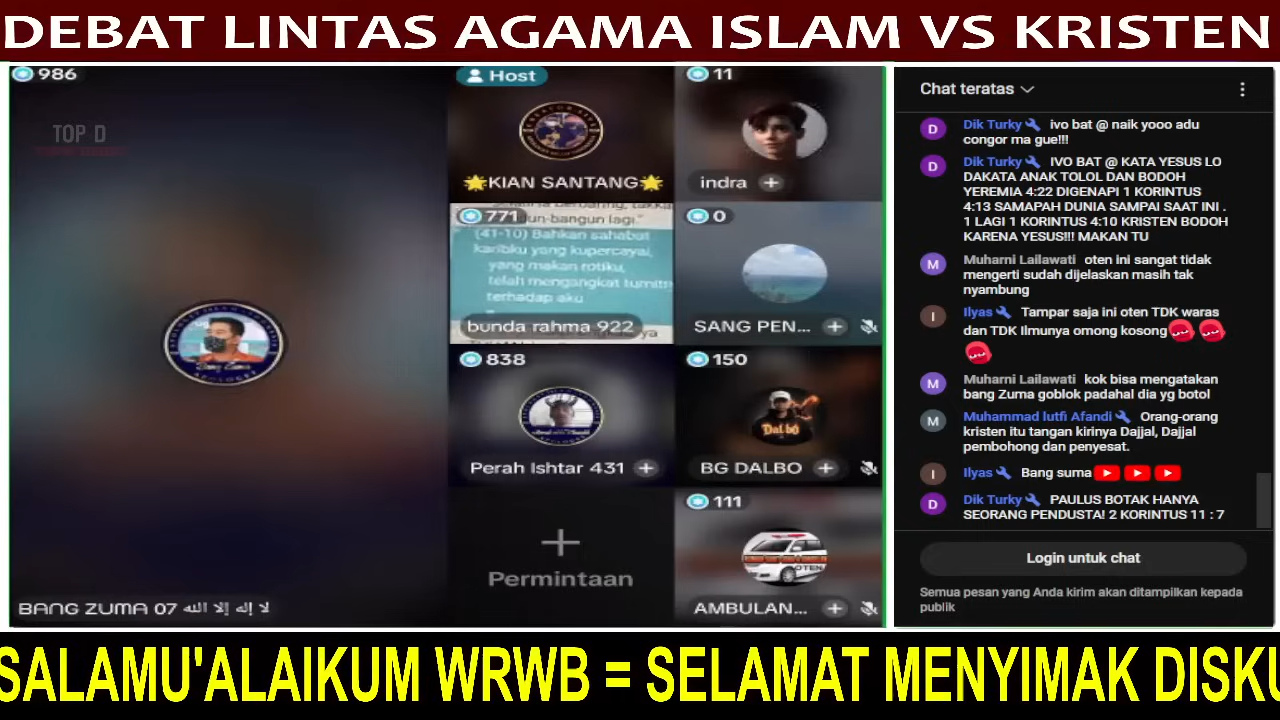 DEBAT LINTAS AGAMA ISLAM VS KRISTEN
986
TOP D
BANG ZUMA 07 لا إله إلا الله
Host
🌟KIAN SANTANG🌟
11
indra +
771
dun-bangun lagi."
(41-10) Bahkan sahabat
karibku yang kupercayai,
yang makan rotiku,
telah mengangkat tumitn
terhadap aku
bunda rahma 922
0
SANG PEN... +
838
Perah Ishtar 431 +
150
Dalbo
BG DALBO +
+
Permintaan
111
OTEN
AMBULAN... +
Chat teratas
D
Dik Turky ivo bat @ naik yooo adu
congor ma gue!!!
D
Dik Turky IVO BAT @ KATA YESUS LO
DAKATA ANAK TOLOL DAN BODOH
YEREMIA 4:22 DIGENAPI 1 KORINTUS
4:13 SAMAPAH DUNIA SAMPAI SAAT INI .
1 LAGI 1 KORINTUS 4:10 KRISTEN BODOH
KARENA YESUS!!! MAKAN TU
M
Muharni Lailawati oten ini sangat tidak
mengerti sudah dijelaskan masih tak
nyambung
I
Ilyas Tampar saja ini oten TDK waras
dan TDK Ilmunya omong kosong
M
Muharni Lailawati kok bisa mengatakan
bang Zuma goblok padahal dia yg botol
M
Muhammad lutfi Afandi Orang-orang
kristen itu tangan kirinya Dajjal, Dajjal
pembohong dan penyesat.
I
Ilyas Bang suma
D
Dik Turky PAULUS BOTAK HANYA
SEORANG PENDUSTA! 2 KORINTUS 11 : 7
Login untuk chat
Semua pesan yang Anda kirim akan ditampilkan kepada
publik
SALAMU'ALAIKUM WRWB = SELAMAT MENYIMAK DISKU